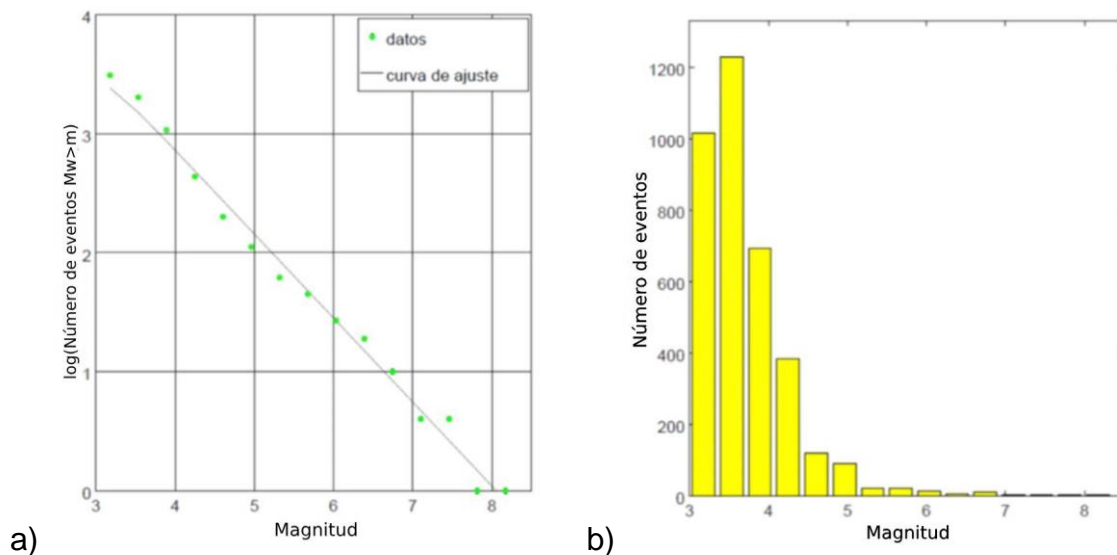 4
3
2
1
0
log(Número de eventos Mw>m)
datos
curva de ajuste
3 4 5 6 7 8
Magnitud
a)
1200
1000
800
600
400
200
0
Número de eventos
3 4 5 6 7 8
Magnitud
b)